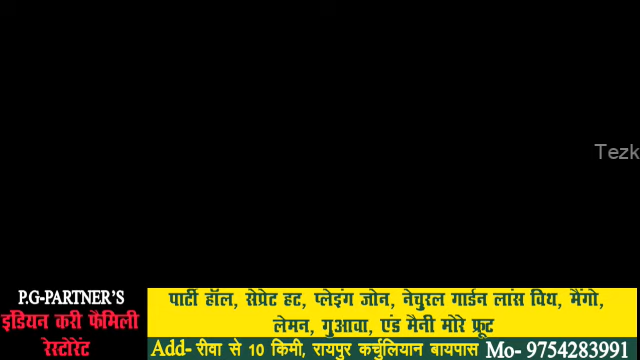 Tezk
P.G-PARTNER'S
इंडियन करी फैमिली
रेस्टोरेंट
पार्टी हॉल, सेप्रेट हट, प्लेइंग जोन, नेचुरल गार्डन लांस विथ, मैंगो,
लेमन, गुआवा, एंड मैनी मोरे फ्रूट
Add- रीवा से 10 किमी, रायपुर कर्चुलियान बायपास Mo- 9754283991